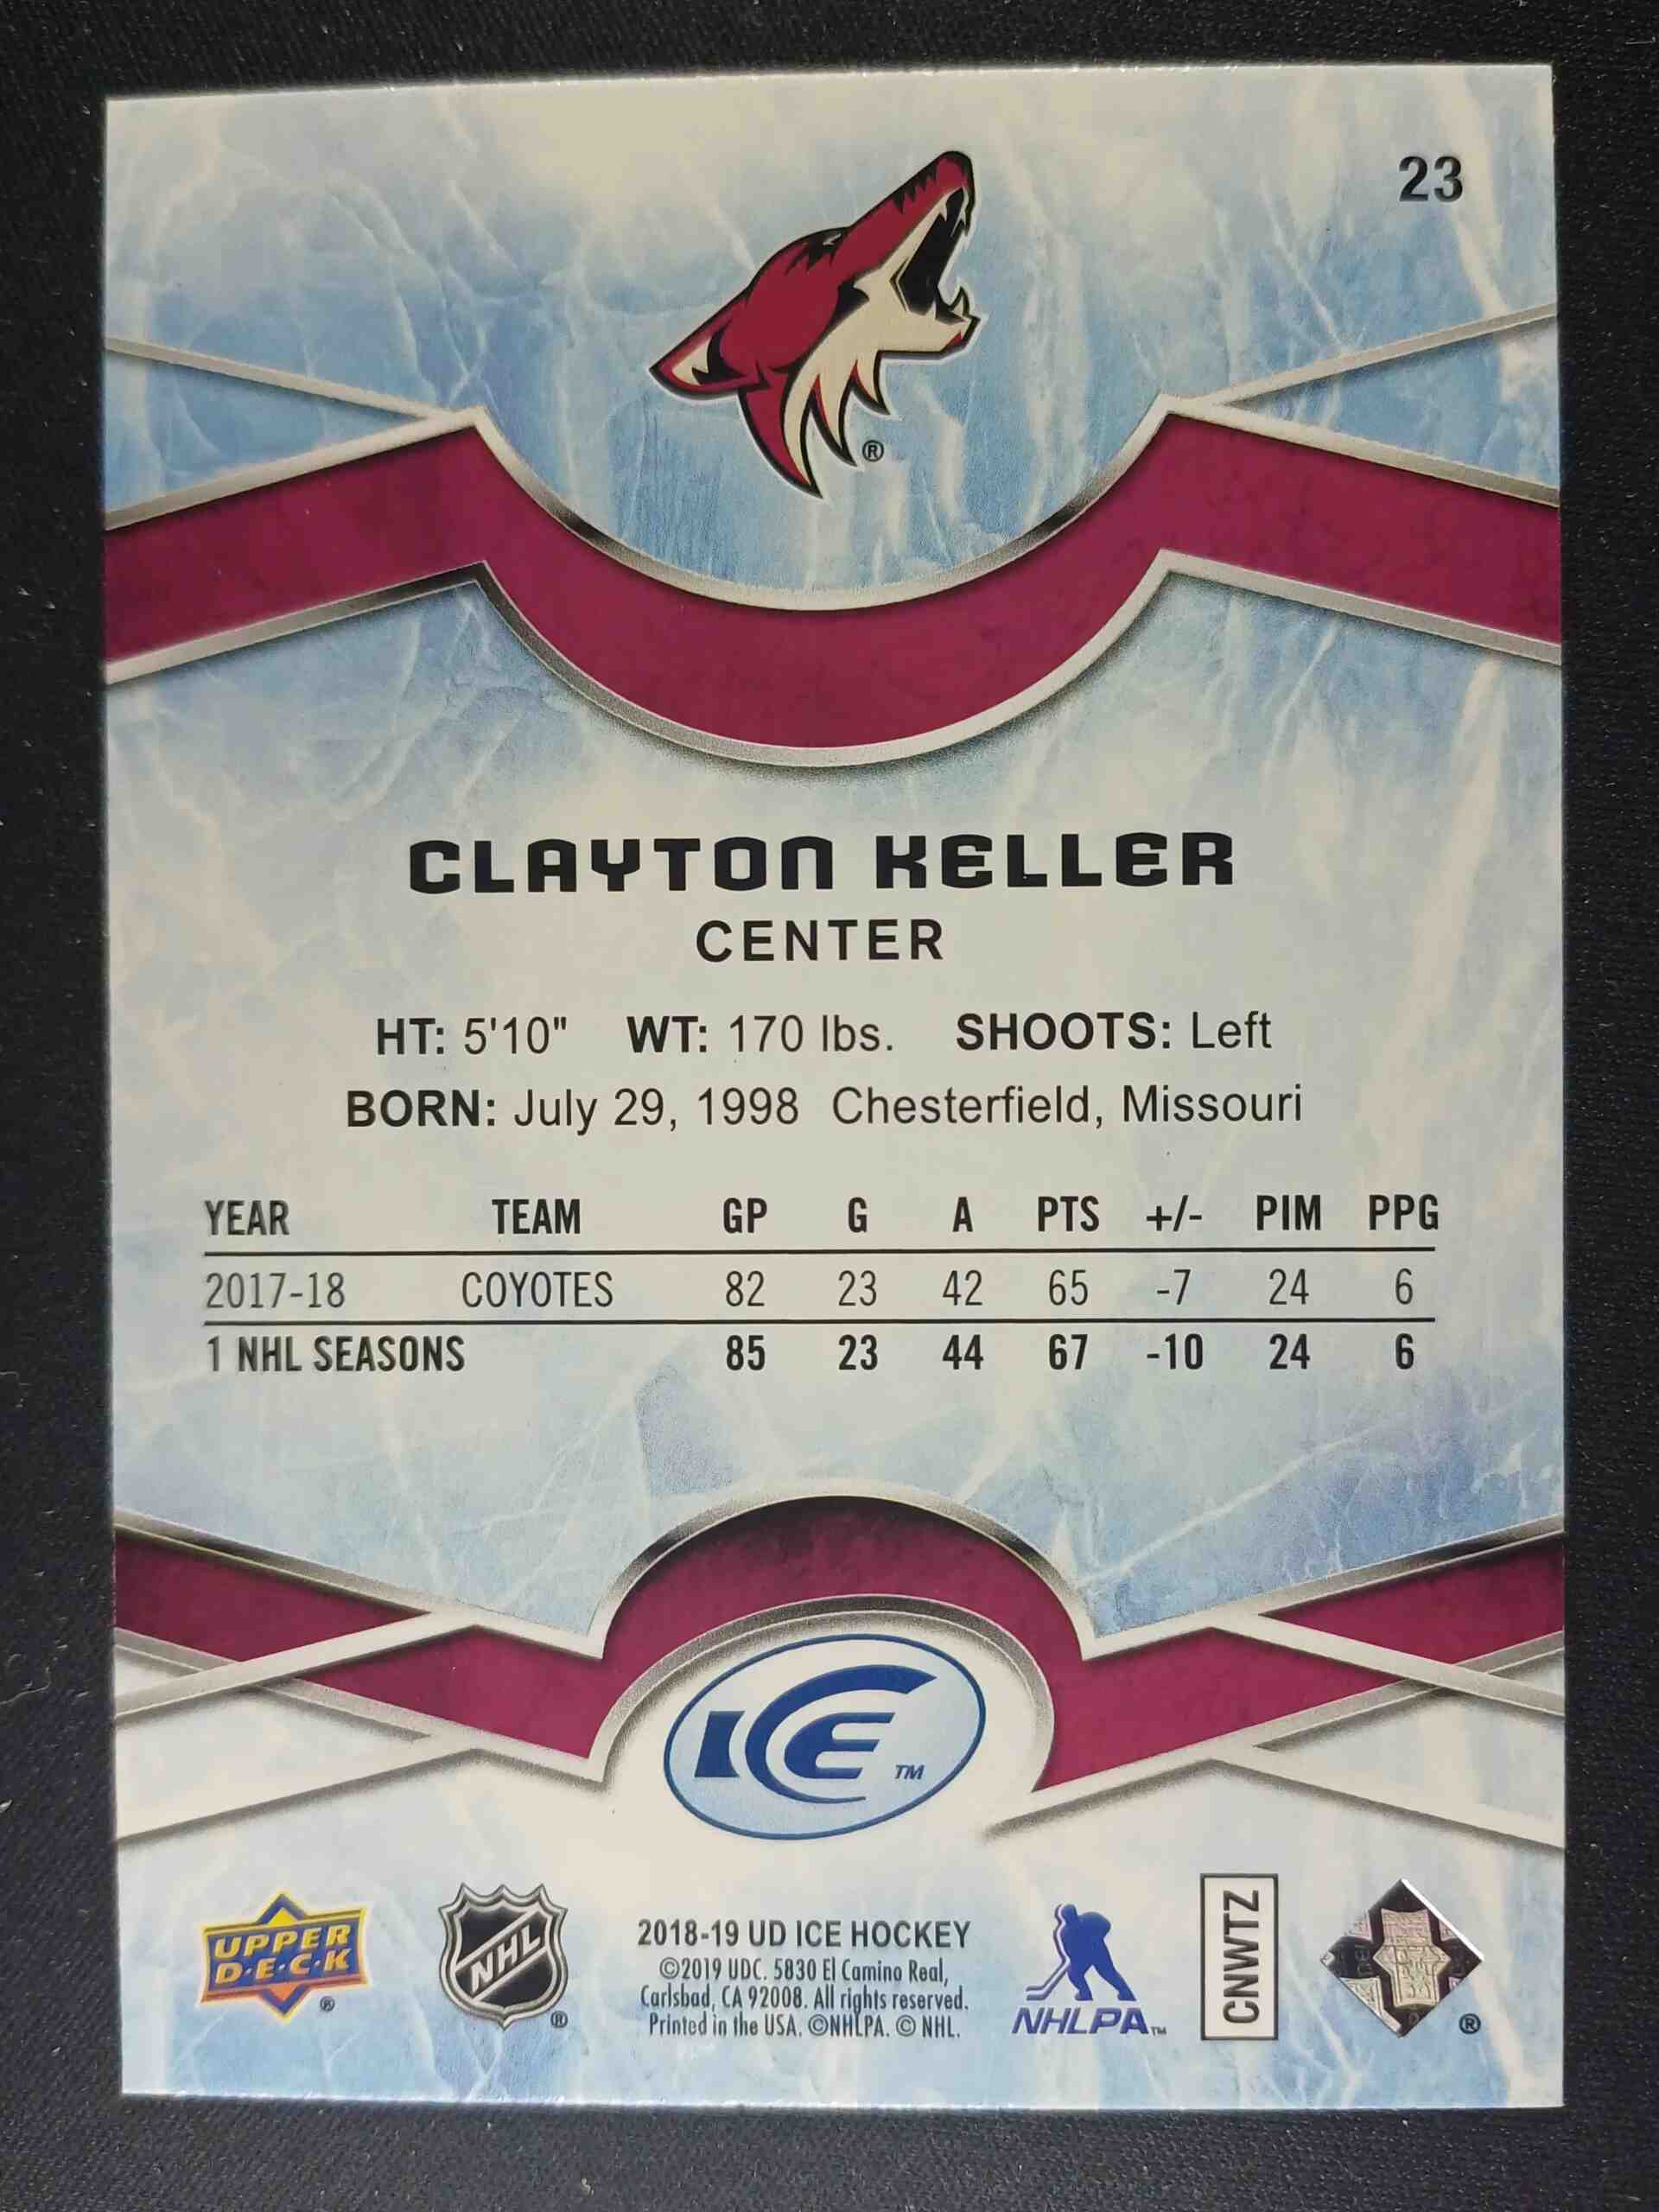 23
®
CLAYTON KELLER
CENTER
HT: 5'10" WT: 170 lbs. SHOOTS: Left
BORN: July 29, 1998 Chesterfield, Missouri
YEAR TEAM GP G A PTS +/- PIM PPG
2017-18 COYOTES 82 23 42 65 -7 24 6
1 NHL SEASONS 85 23 44 67 -10 24 6
ICE TM
UPPER
D·E·C·K
®
NHL
®
2018-19 UD ICE HOCKEY
©2019 UDC. 5830 El Camino Real,
Carlsbad, CA 92008. All rights reserved.
Printed in the USA. ©NHLPA. © NHL.
NHLPA™
CNWTZ
®